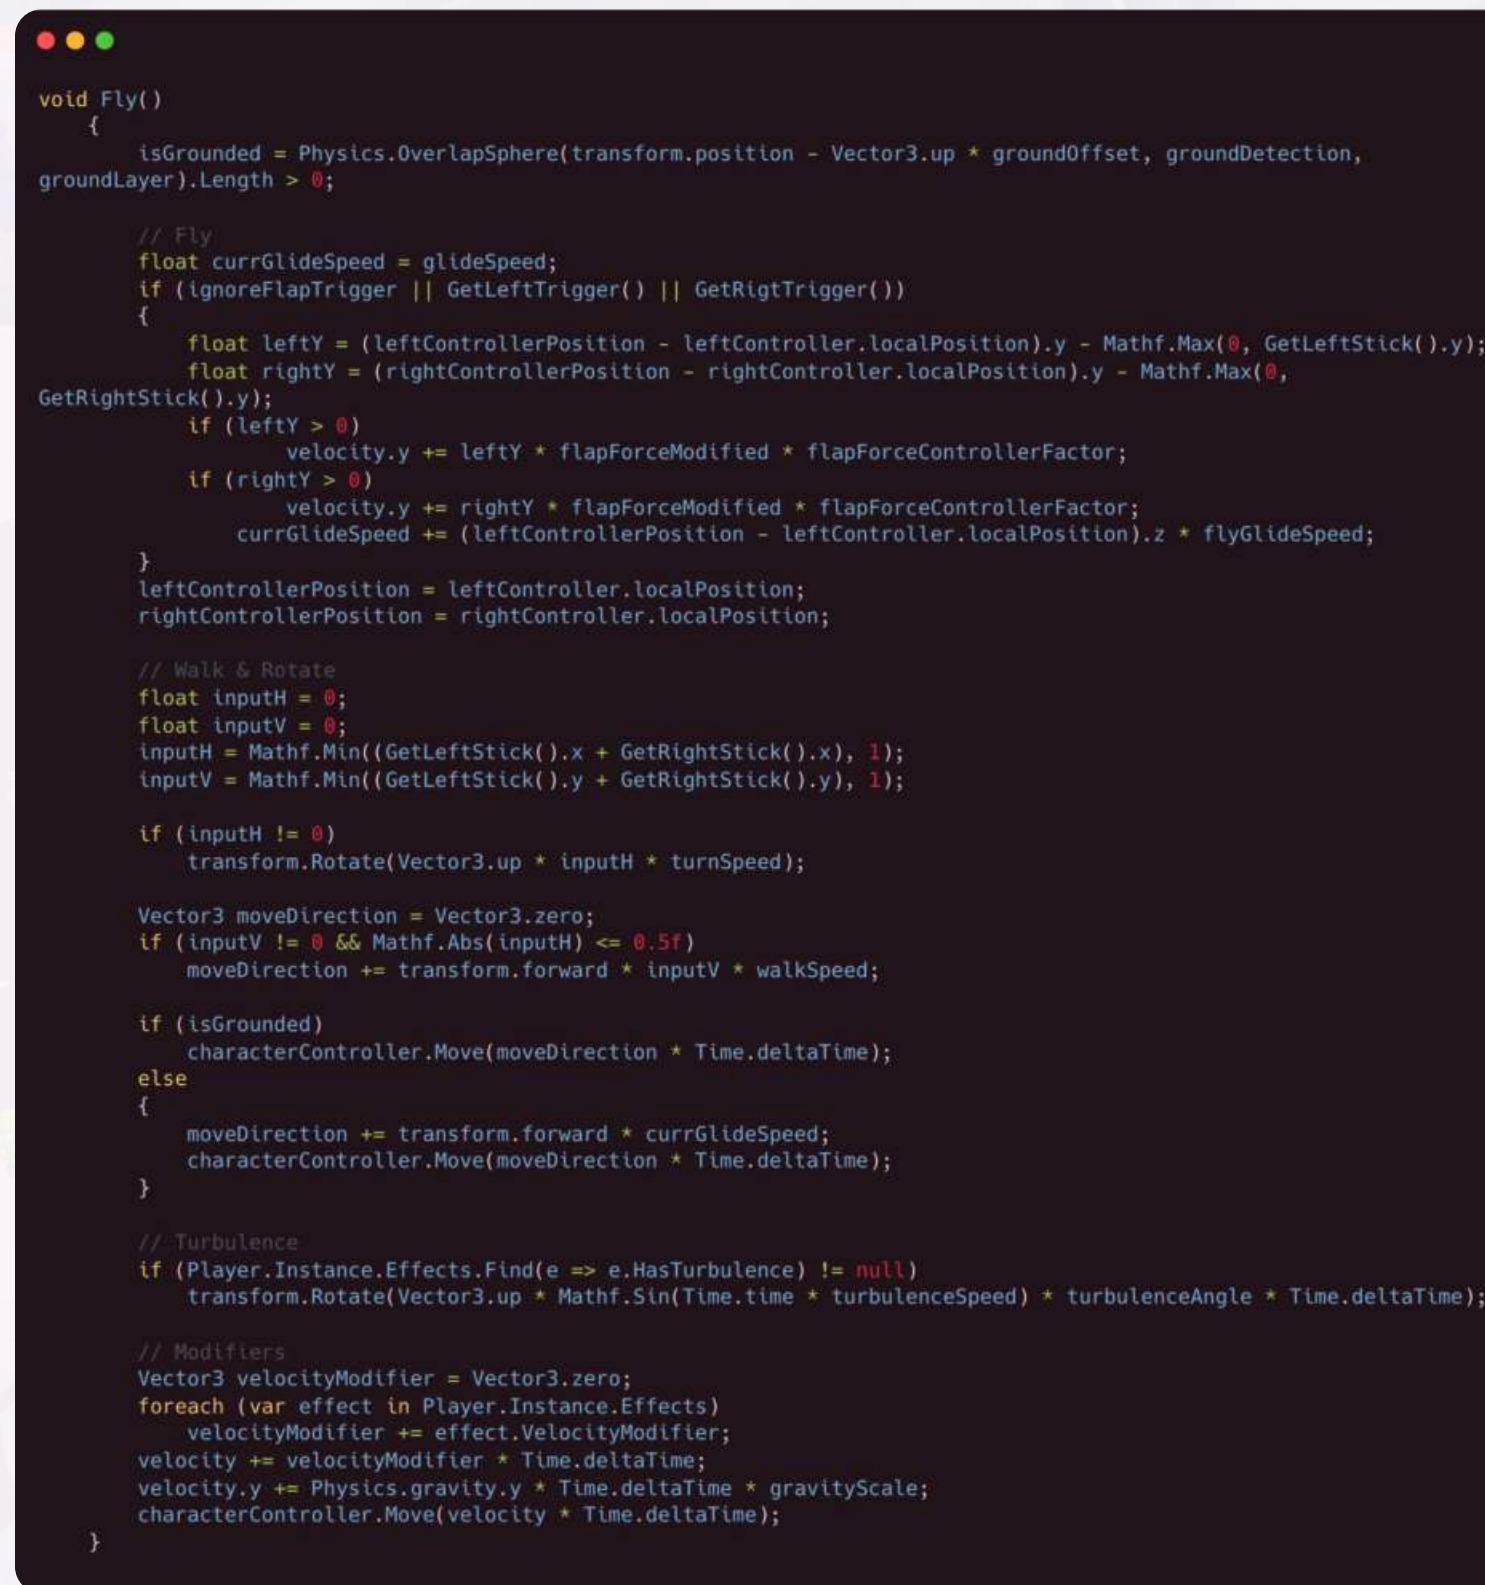 void Fly()
    {
        isGrounded = Physics.OverlapSphere(transform.position - Vector3.up * groundOffset, groundDetection,
groundLayer).Length > 0;

        // Fly
        float currGlideSpeed = glideSpeed;
        if (ignoreFlapTrigger || GetLeftTrigger() || GetRigtTrigger())
        {
            float leftY = (leftControllerPosition - leftController.localPosition).y - Mathf.Max(0, GetLeftStick().y);
            float rightY = (rightControllerPosition - rightController.localPosition).y - Mathf.Max(0,
GetRightStick().y);
            if (leftY > 0)
                    velocity.y += leftY * flapForceModified * flapForceControllerFactor;
            if (rightY > 0)
                    velocity.y += rightY * flapForceModified * flapForceControllerFactor;
                currGlideSpeed += (leftControllerPosition - leftController.localPosition).z * flyGlideSpeed;
        }
        leftControllerPosition = leftController.localPosition;
        rightControllerPosition = rightController.localPosition;

        // Walk & Rotate
        float inputH = 0;
        float inputV = 0;
        inputH = Mathf.Min((GetLeftStick().x + GetRightStick().x), 1);
        inputV = Mathf.Min((GetLeftStick().y + GetRightStick().y), 1);

        if (inputH != 0)
            transform.Rotate(Vector3.up * inputH * turnSpeed);

        Vector3 moveDirection = Vector3.zero;
        if (inputV != 0 && Mathf.Abs(inputH) <= 0.5f)
            moveDirection += transform.forward * inputV * walkSpeed;

        if (isGrounded)
            characterController.Move(moveDirection * Time.deltaTime);
        else
        {
            moveDirection += transform.forward * currGlideSpeed;
            characterController.Move(moveDirection * Time.deltaTime);
        }

        // Turbulence
        if (Player.Instance.Effects.Find(e => e.HasTurbulence) != null)
            transform.Rotate(Vector3.up * Mathf.Sin(Time.time * turbulenceSpeed) * turbulenceAngle * Time.deltaTime);

        // Modifiers
        Vector3 velocityModifier = Vector3.zero;
        foreach (var effect in Player.Instance.Effects)
            velocityModifier += effect.VelocityModifier;
        velocity += velocityModifier * Time.deltaTime;
        velocity.y += Physics.gravity.y * Time.deltaTime * gravityScale;
        characterController.Move(velocity * Time.deltaTime);
    }